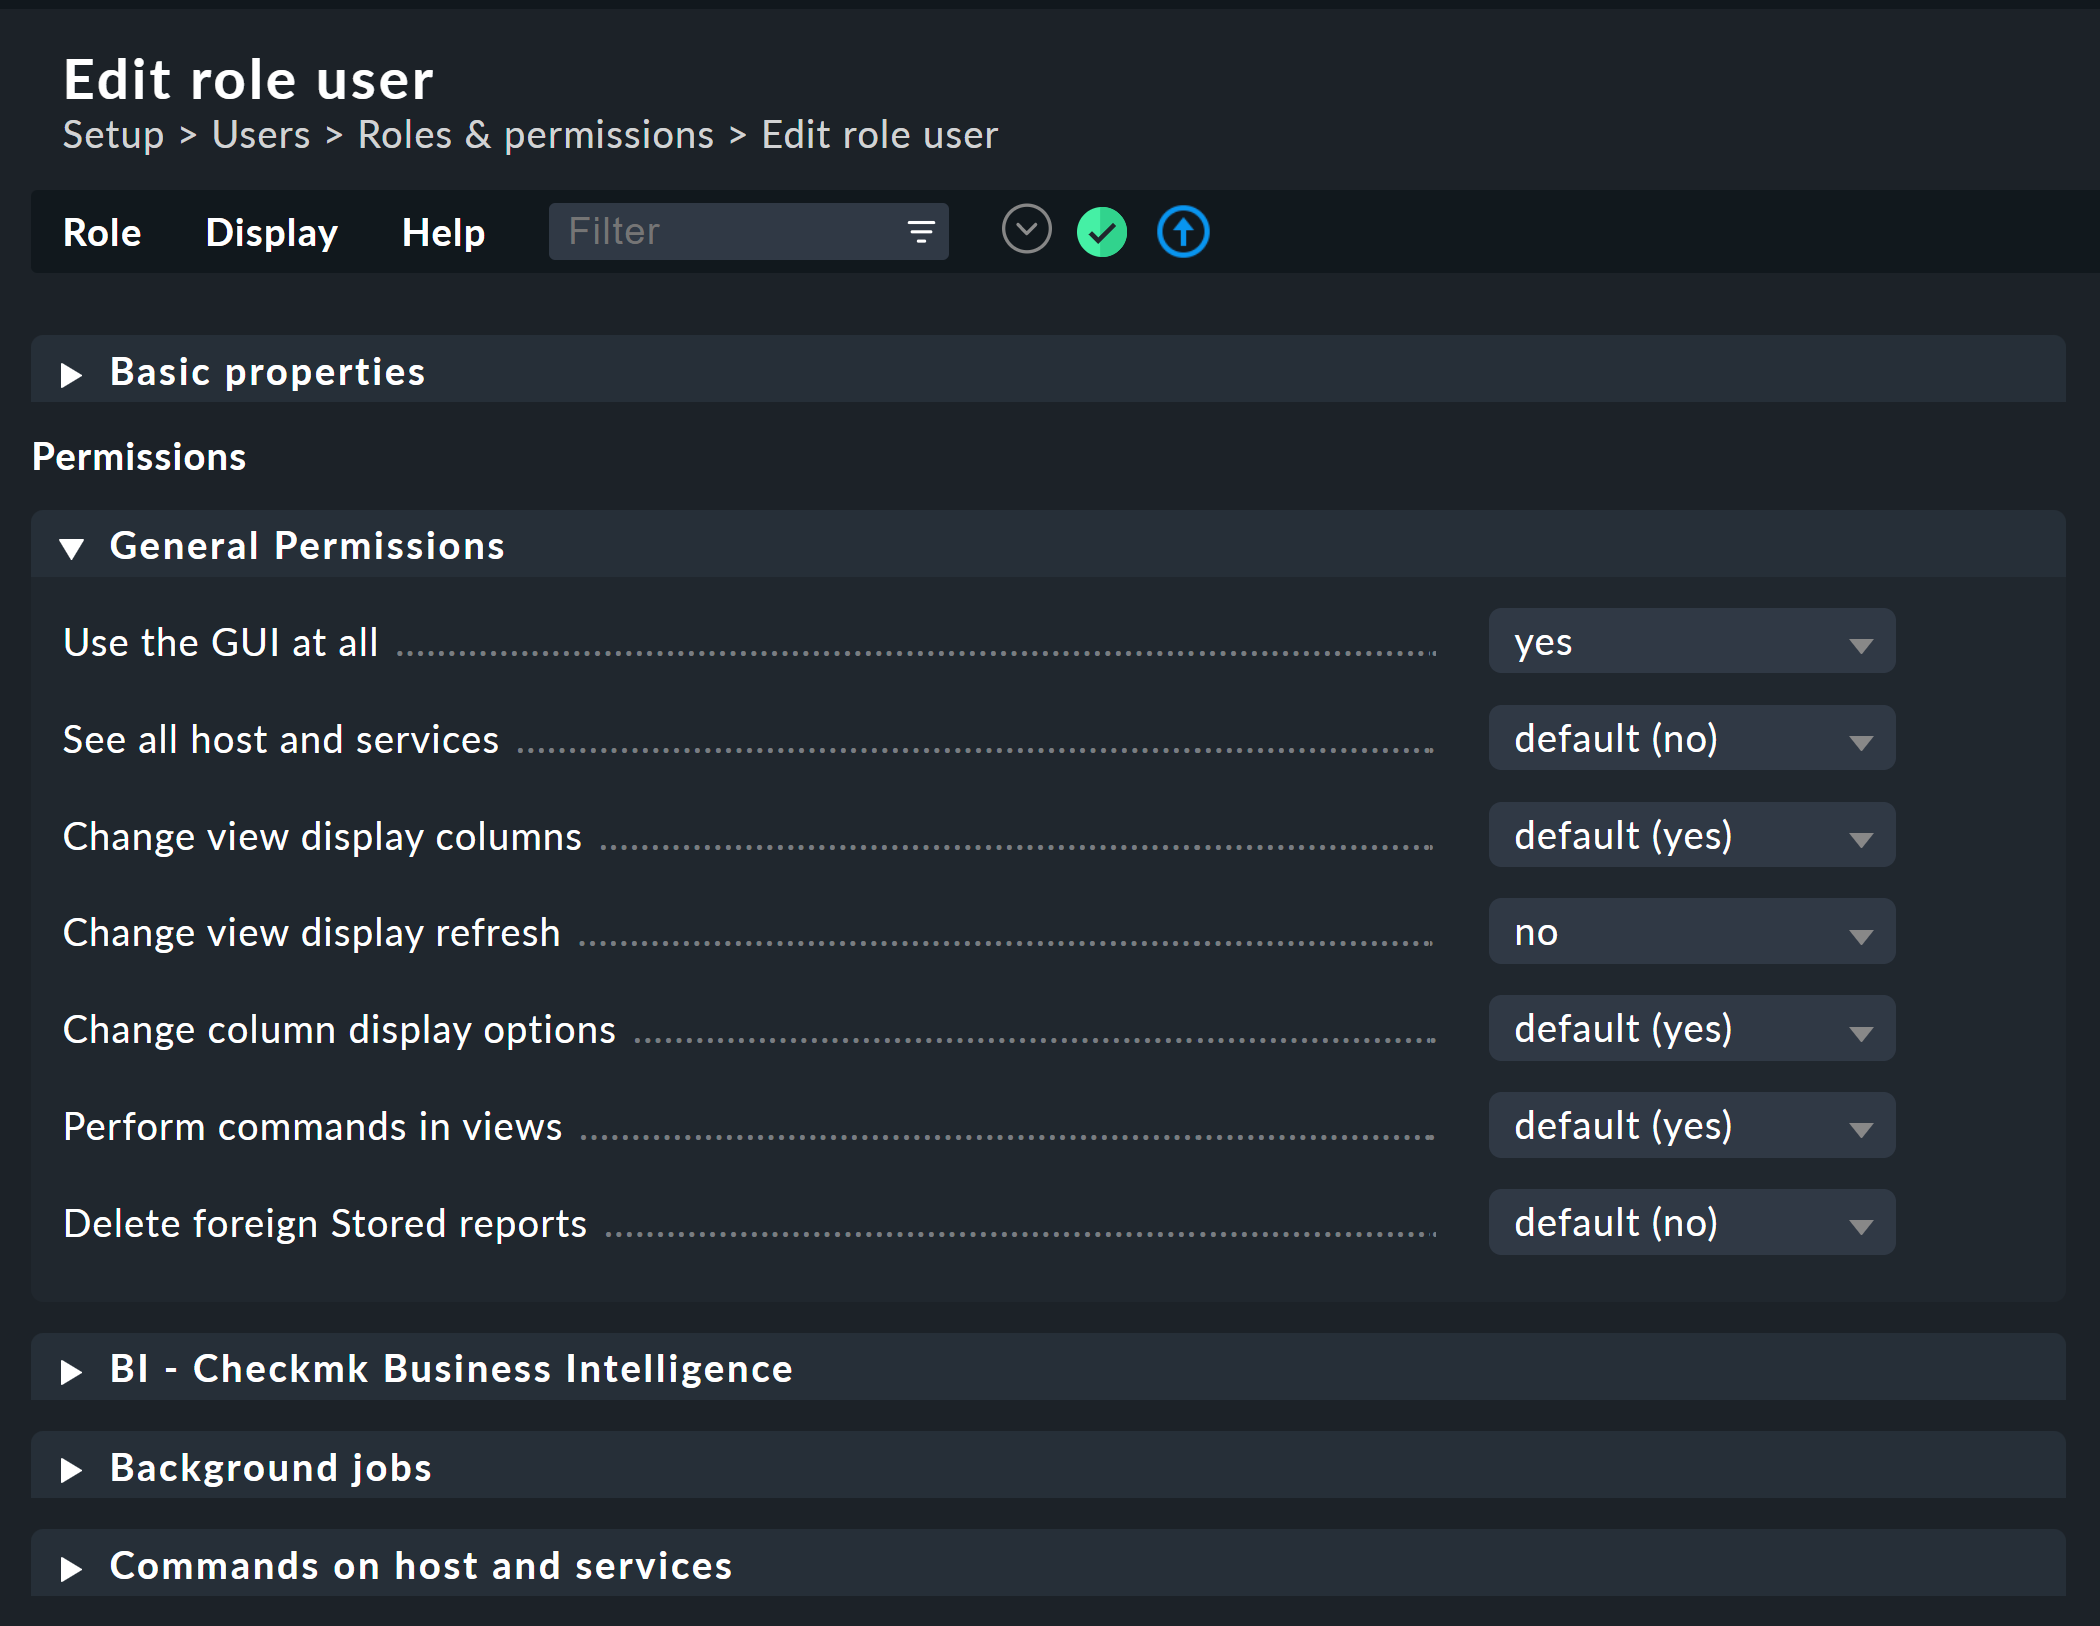 Edit role user
Setup > Users > Roles & permissions > Edit role user
Role Display Help Filter
Basic properties
Permissions
General Permissions
Use the GUI at all yes
See all host and services default (no)
Change view display columns default (yes)
Change view display refresh no
Change column display options default (yes)
Perform commands in views default (yes)
Delete foreign Stored reports default (no)
BI - Checkmk Business Intelligence
Background jobs
Commands on host and services